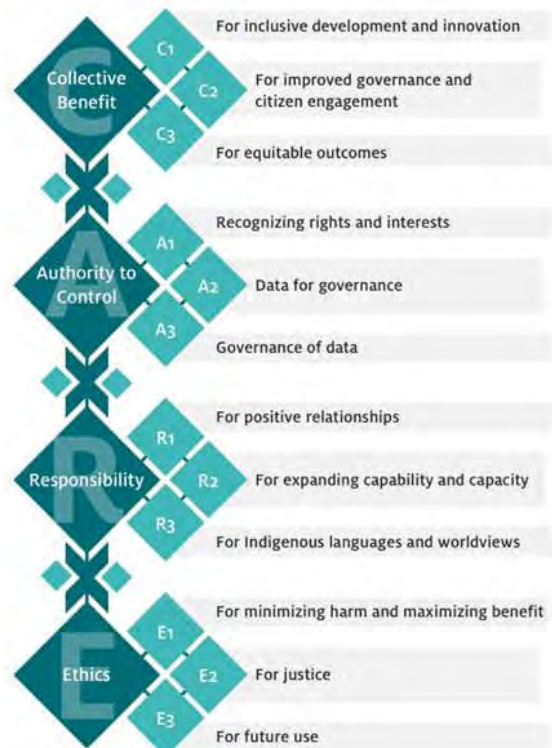 C
Collective
Benefit
C1
For inclusive development and innovation
C2
For improved governance and
citizen engagement
C3
For equitable outcomes
A
Authority to
Control
A1
Recognizing rights and interests
A2
Data for governance
A3
Governance of data
R
Responsibility
R1
For positive relationships
R2
For expanding capability and capacity
R3
For Indigenous languages and worldviews
E
Ethics
E1
For minimizing harm and maximizing benefit
E2
For justice
E3
For future use